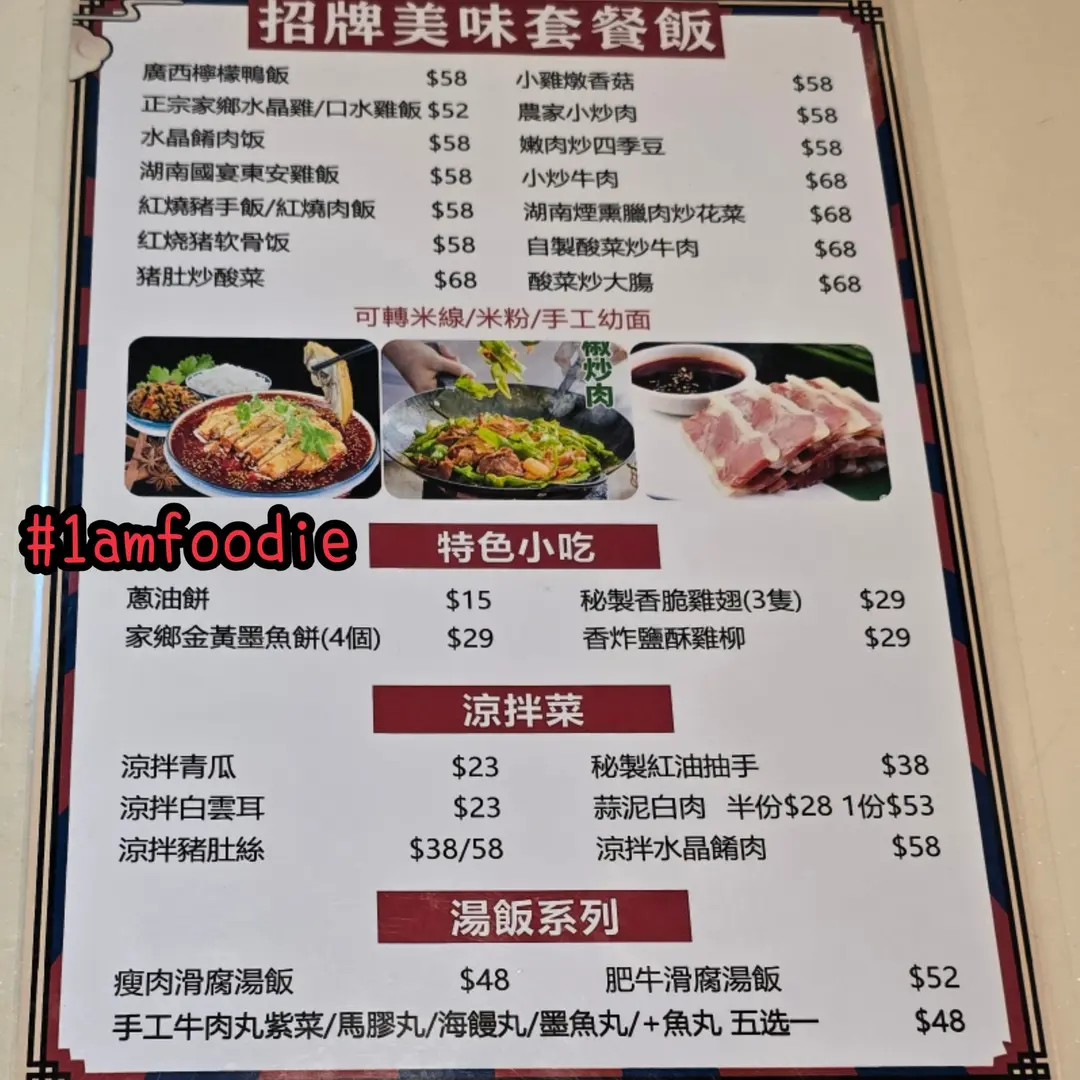 招牌美味套餐飯
廣西檸檬鴨飯 $58
小雞燉香菇 $58
正宗家鄉水晶雞/口水雞飯 $52
農家小炒肉 $58
水晶餚肉饭 $58
嫩肉炒四季豆 $58
湖南國宴東安雞飯 $58
小炒牛肉 $68
紅燒豬手飯/紅燒肉飯 $58
湖南煙熏臘肉炒花菜 $68
红烧猪软骨饭 $58
自製酸菜炒牛肉 $68
豬肚炒酸菜 $68
酸菜炒大腸 $68
可轉米線/米粉/手工幼面
椒炒肉
#1amfoodie
特色小吃
蔥油餅 $15
秘製香脆雞翅(3隻) $29
家鄉金黃墨魚餅(4個) $29
香炸鹽酥雞柳 $29
涼拌菜
涼拌青瓜 $23
秘製紅油抽手 $38
涼拌白雲耳 $23
蒜泥白肉 半份$28 1份$53
涼拌豬肚絲 $38/58
涼拌水晶餚肉 $58
湯飯系列
瘦肉滑腐湯飯 $48
肥牛滑腐湯飯 $52
手工牛肉丸紫菜/馬膠丸/海饅丸/墨魚丸/+魚丸 五选一 $48